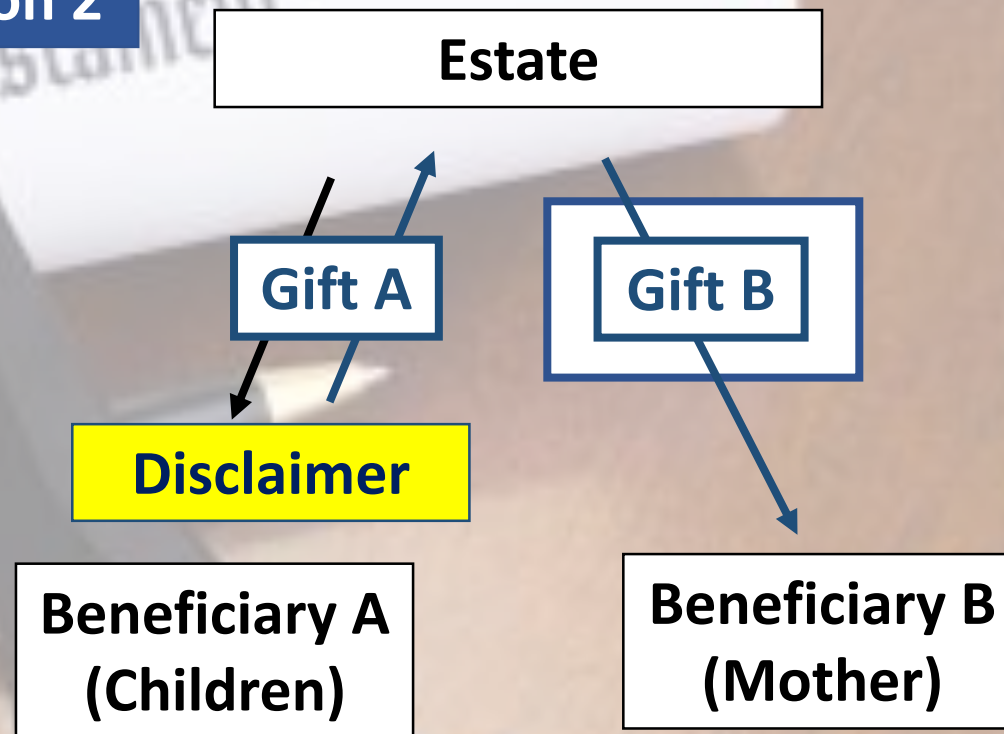 Estate
Gift A
Gift B
Disclaimer
Beneficiary A
(Children)
Beneficiary B
(Mother)